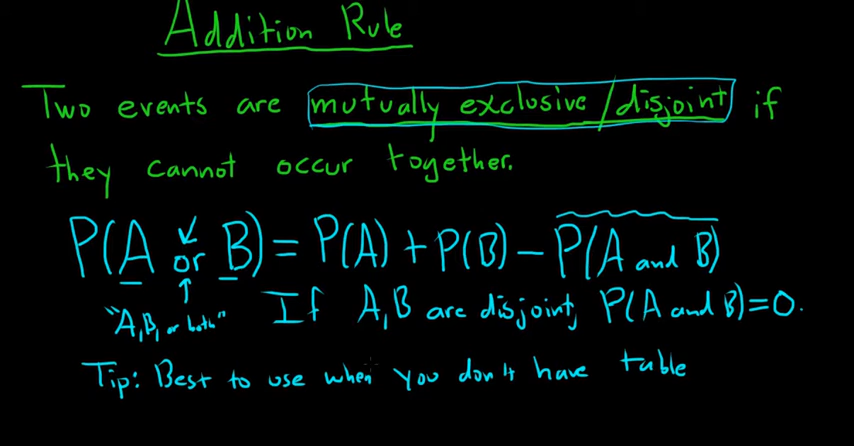 Addition Rule
Two events are mutually exclusive/disjoint if
they cannot occur together.
P(A or B) = P(A) + P(B) - P(A and B)
"A,B, or both" If A,B are disjoint, P(A and B)=0.
Tip: Best to use when you don't have table